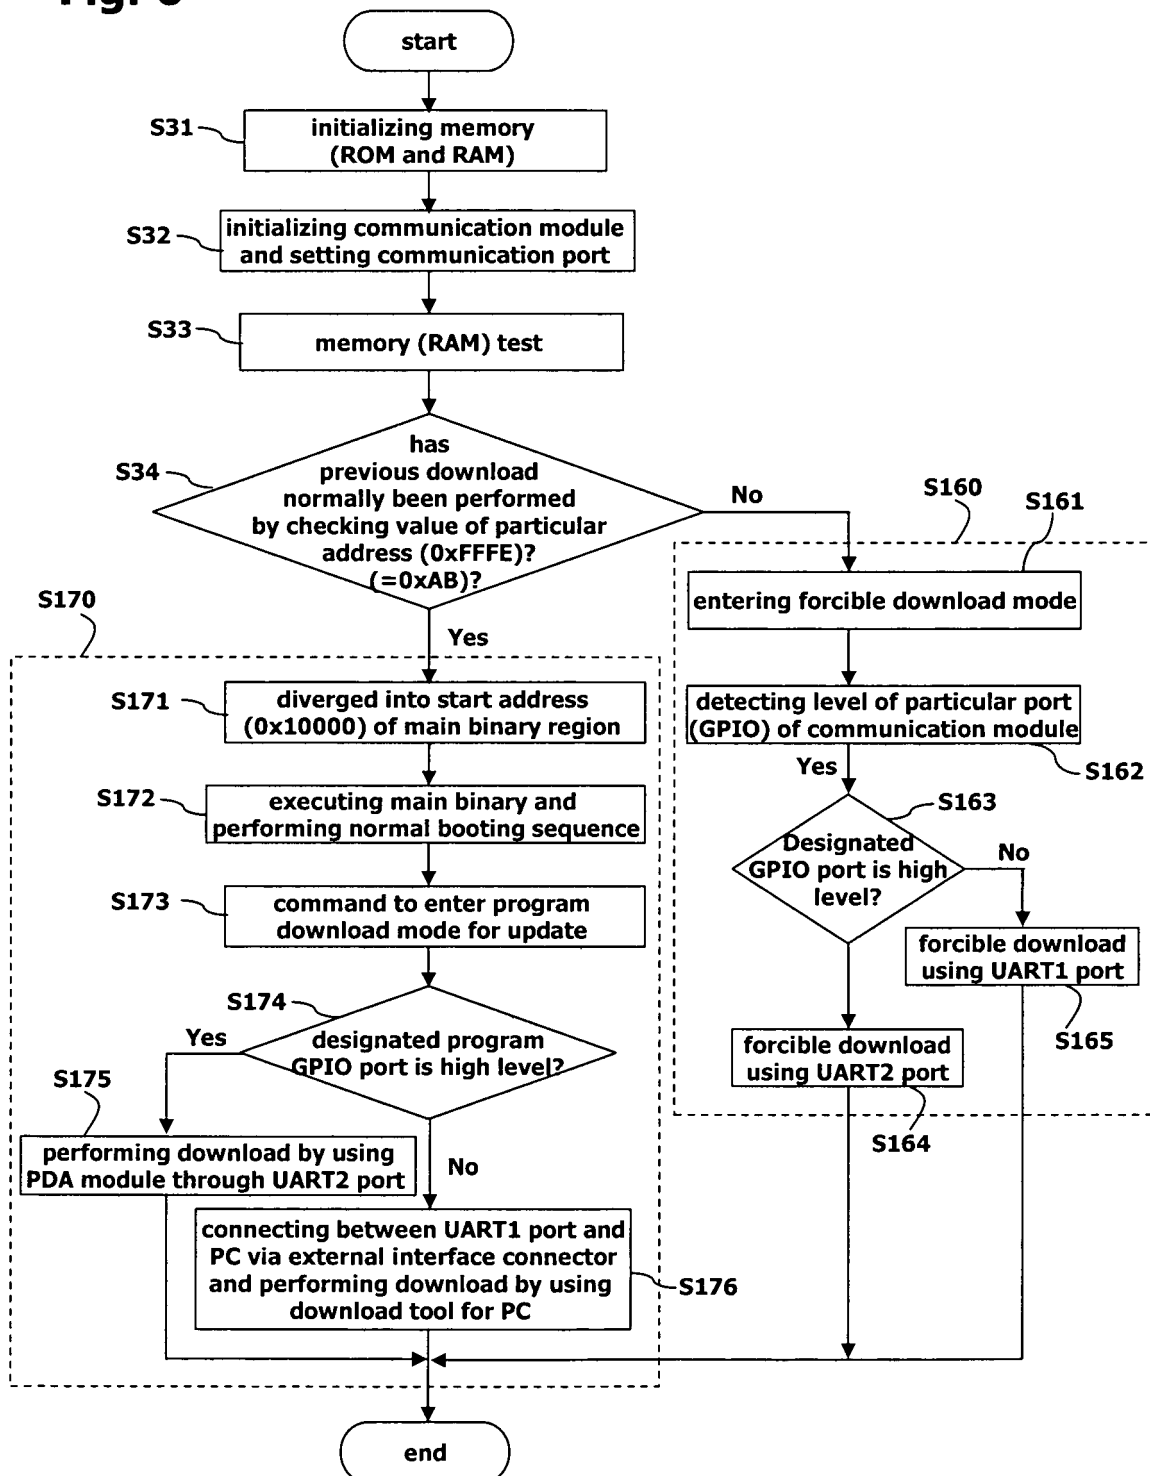 start
S31
initializing memory
(ROM and RAM)
S32
initializing communication module
and setting communication port
S33
memory (RAM) test
S34
has
previous download
normally been performed
by checking value of particular
address (0xFFFE)?
(=0xAB)?
No
S160
S161
entering forcible download mode
detecting level of particular port
(GPIO) of communication module
S162
Yes
S163
Designated
GPIO port is high
level?
No
forcible download
using UART1 port
S165
forcible download
using UART2 port
S164
S170
Yes
S171
diverged into start address
(0x10000) of main binary region
S172
executing main binary and
performing normal booting sequence
S173
command to enter program
download mode for update
S174
designated program
GPIO port is high level?
Yes
S175
performing download by using
PDA module through UART2 port
No
connecting between UART1 port and
PC via external interface connector
and performing download by using
download tool for PC
S176
end